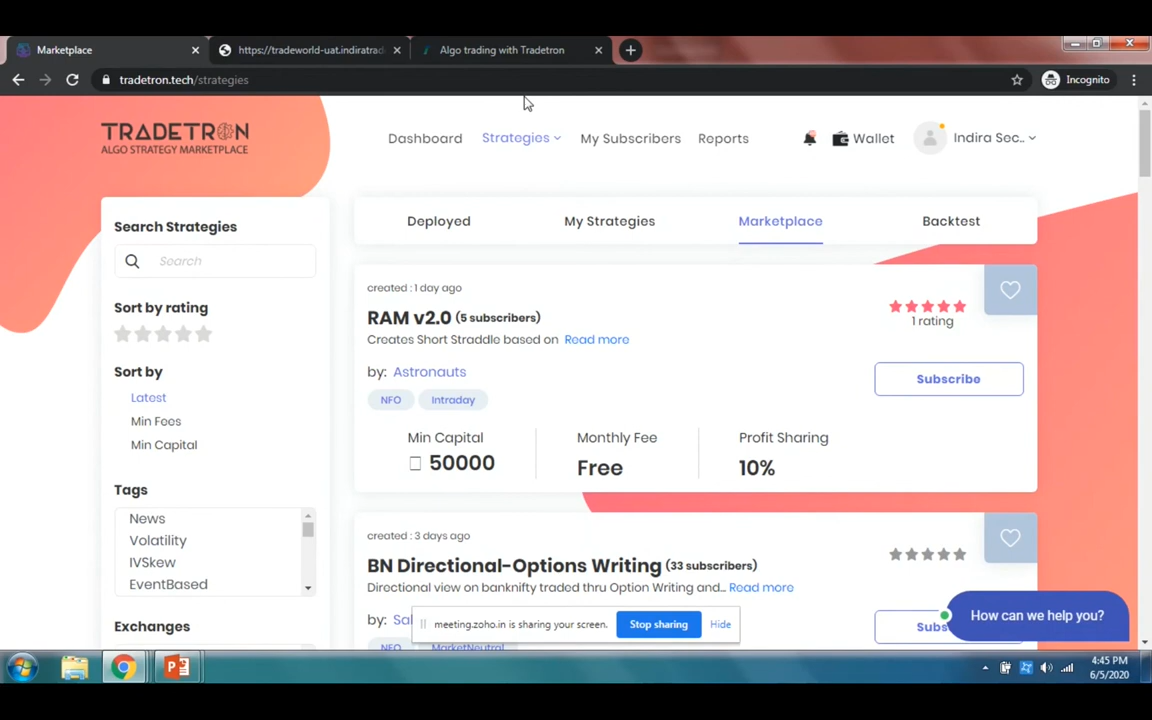 Marketplace
https://tradeworld-uat.indiratrad
Algo trading with Tradetron
tradetron.tech/strategies
Incognito
TRADETRON
ALGO STRATEGY MARKETPLACE
Dashboard
Strategies
My Subscribers
Reports
Wallet
Indira Sec..
Search Strategies
Search
Sort by rating
Sort by
Latest
Min Fees
Min Capital
Tags
News
Volatility
IVSkew
EventBased
Exchanges
Deployed
My Strategies
Marketplace
Backtest
created : 1 day ago
RAM v2.0 (5 subscribers)
Creates Short Straddle based on Read more
by: Astronauts
NFO
Intraday
1 rating
Subscribe
Min Capital
50000
Monthly Fee
Free
Profit Sharing
10%
created : 3 days ago
BN Directional-Options Writing (33 subscribers)
Directional view on banknifty traded thru Option Writing and... Read more
by: Sal
NFO
MarketNeutral
Subs
meeting.zoho.in is sharing your screen.
Stop sharing
Hide
How can we help you?
4:45 PM
6/5/2020